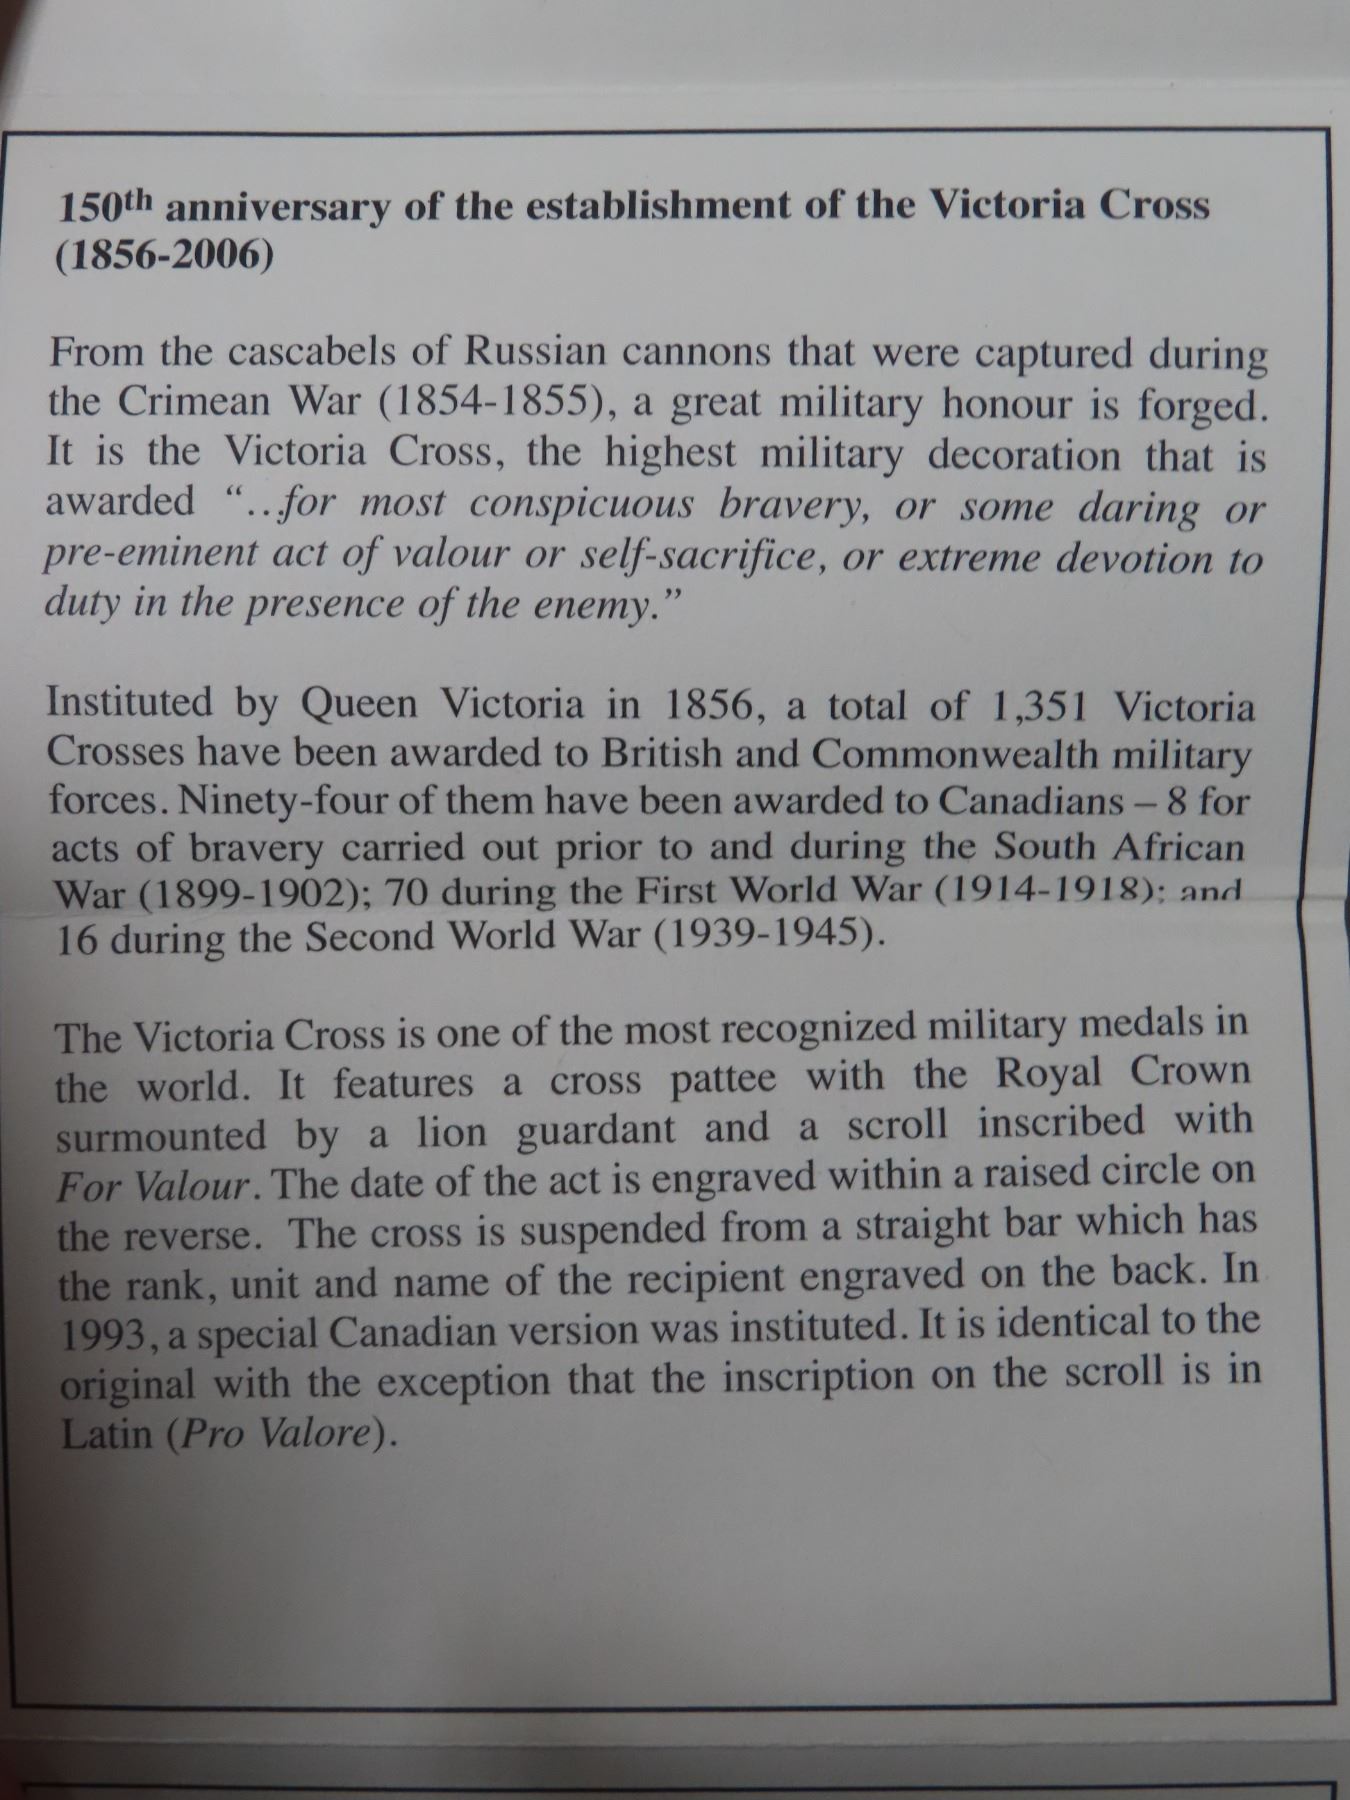 150th anniversary of the establishment of the Victoria Cross
(1856-2006)
From the cascabels of Russian cannons that were captured during
the Crimean War (1854-1855), a great military honour is forged.
It is the Victoria Cross, the highest military decoration that is
awarded “..for most conspicuous bravery, or some daring or
pre-eminent act of valour or self-sacrifice, or extreme devotion to
duty in the presence of the enemy.”
Instituted by Queen Victoria in 1856, a total of 1,351 Victoria
Crosses have been awarded to British and Commonwealth military
forces. Ninety-four of them have been awarded to Canadians – 8 for
acts of bravery carried out prior to and during the South African
War (1899-1902); 70 during the First World War (1914-1918); and
16 during the Second World War (1939-1945).
The Victoria Cross is one of the most recognized military medals in
the world. It features a cross pattee with the Royal Crown
surmounted by a lion guardant and a scroll inscribed with
For Valour. The date of the act is engraved within a raised circle on
the reverse. The cross is suspended from a straight bar which has
the rank, unit and name of the recipient engraved on the back. In
1993, a special Canadian version was instituted. It is identical to the
original with the exception that the inscription on the scroll is in
Latin (Pro Valore).